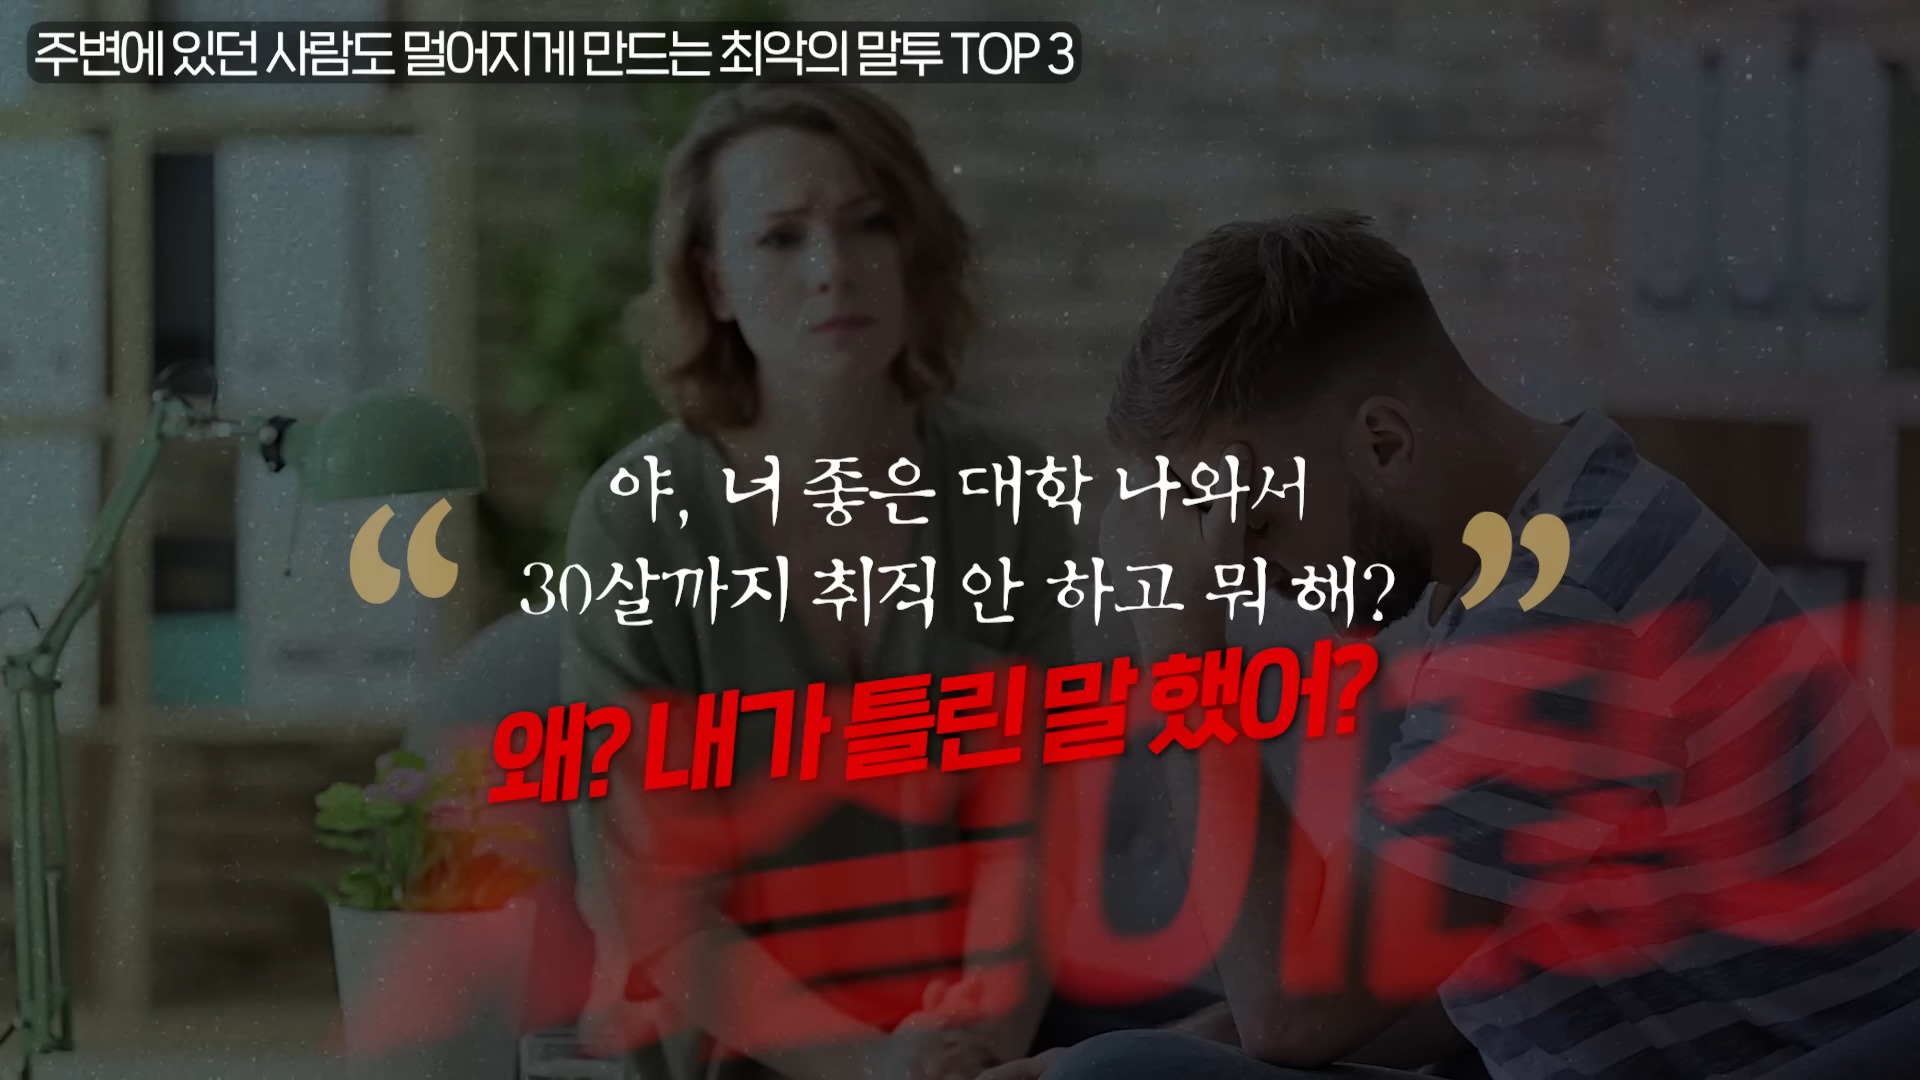 주변에 있던 사람도 멀어지게 만드는 최악의 말투 TOP 3
“야, 너 좋은 대학 나와서
30살까지 취직 안 하고 뭐 해?”
왜? 내가 틀린 말 했어?